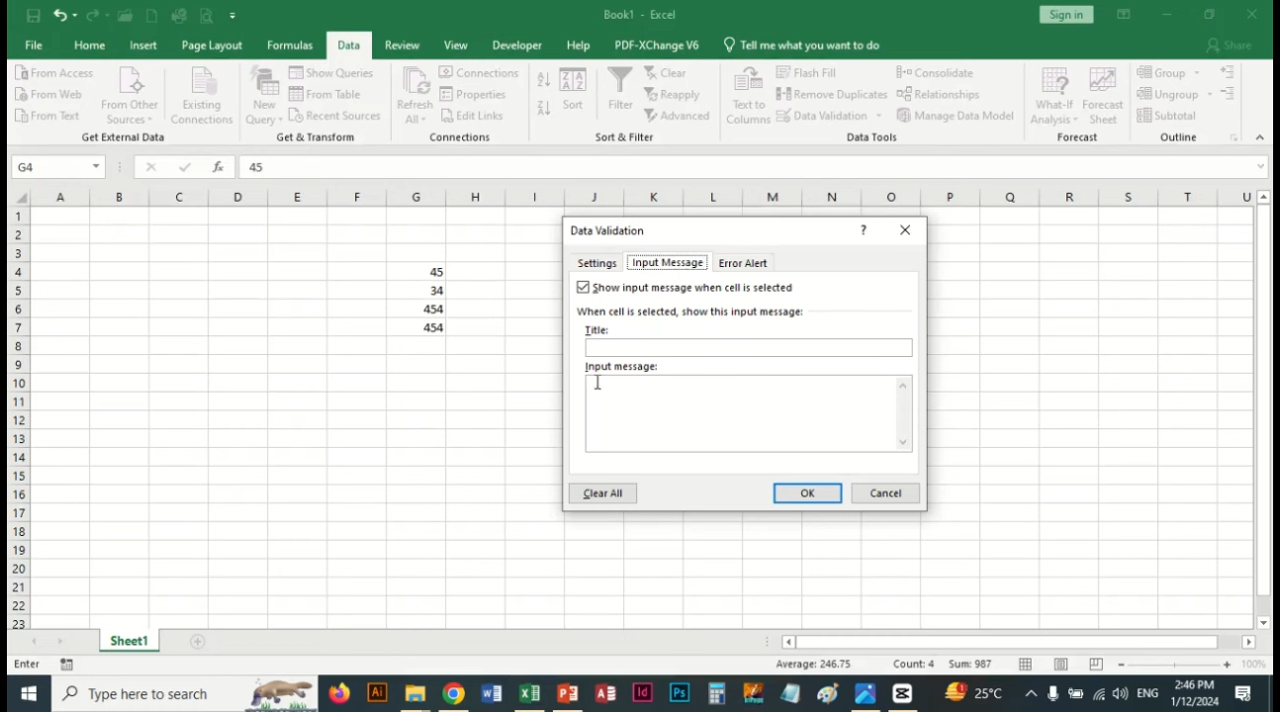 Book1 - Excel
Sign in
File Home Insert Page Layout Formulas Data Review View Developer Help PDF-XChange V6 Tell me what you want to do Share
From Access
From Web
From Text
From Other Sources
Existing Connections
Get External Data
New Query
Show Queries
From Table
Recent Sources
Get & Transform
Refresh All
Connections
Properties
Edit Links
Connections
Sort
Filter
Clear
Reapply
Advanced
Sort & Filter
Text to Columns
Flash Fill
Remove Duplicates
Data Validation
Consolidate
Relationships
Manage Data Model
Data Tools
What-If Analysis
Forecast Sheet
Forecast
Group
Ungroup
Subtotal
Outline
G4 fx 45
A B C D E F G H I J K L M N O P Q R S T U
1
2
3
4 45
5 34
6 454
7 454
8
9
10
11
12
13
14
15
16
17
18
19
20
21
22
23
Data Validation ?
Settings Input Message Error Alert
Show input message when cell is selected
When cell is selected, show this input message:
Title:
Input message:
Clear All OK Cancel
Sheet1
Enter Average: 246.75 Count: 4 Sum: 987 100%
Type here to search
25°C ENG
2:46 PM
1/12/2024